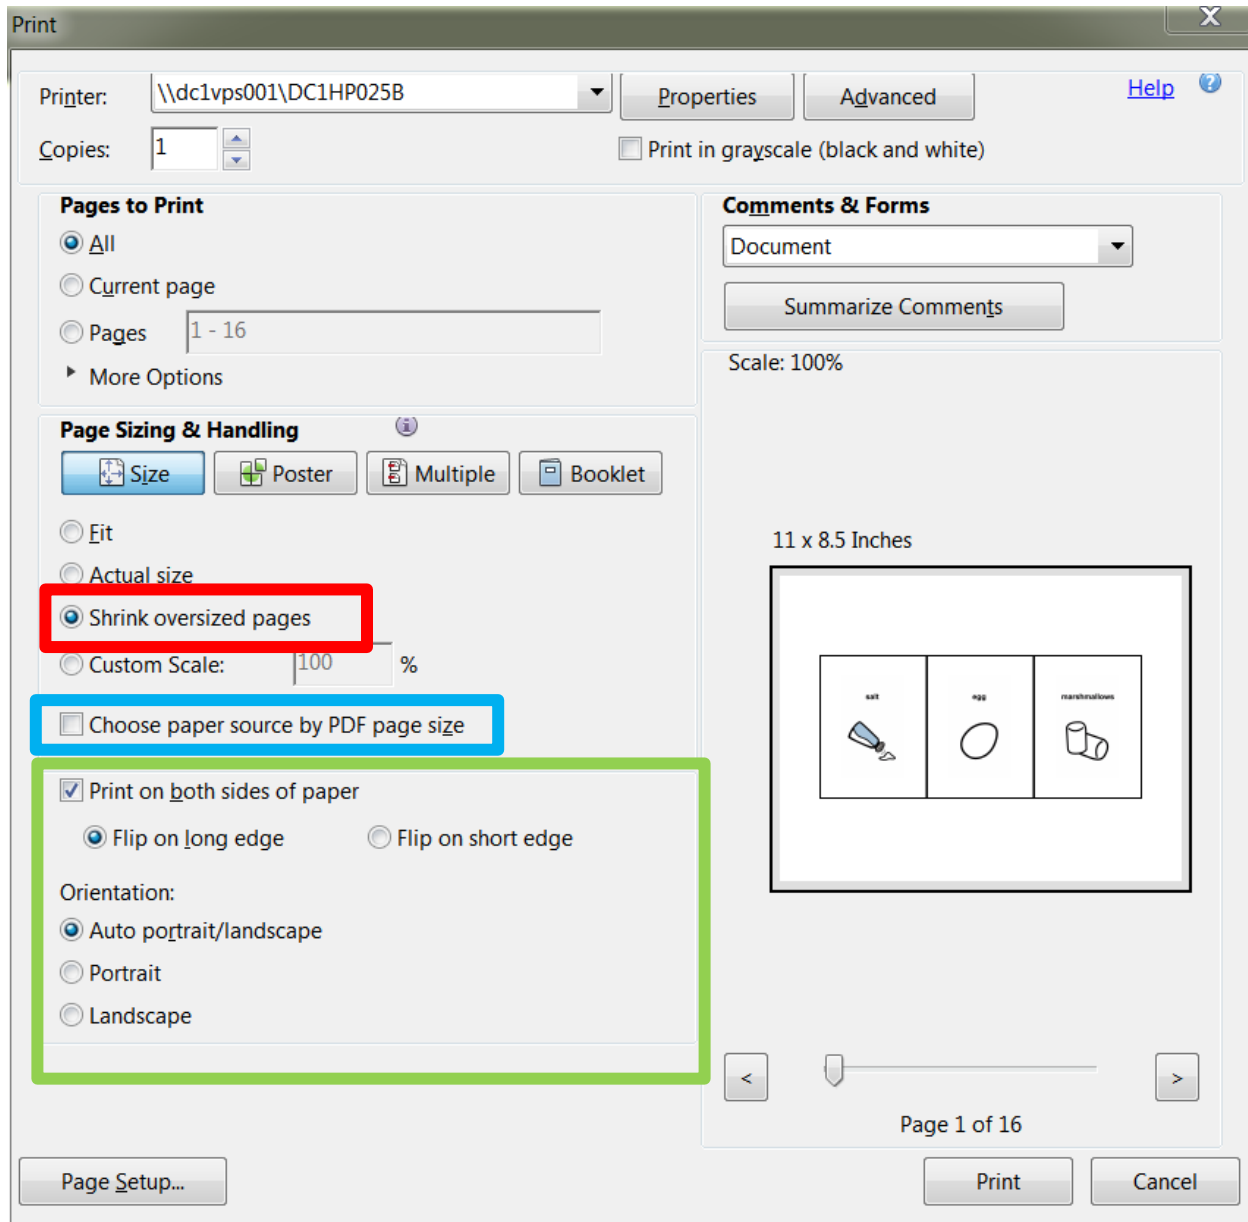 Print
X
Printer: \\dc1vps001\DC1HP025B Properties Advanced Help ?
Copies: 1 Print in grayscale (black and white)
Pages to Print
All
Current page
Pages 1 - 16
More Options
Comments & Forms
Document
Summarize Comments
Page Sizing & Handling i
Size Poster Multiple Booklet
Fit
Actual size
Shrink oversized pages
Custom Scale: 100 %
Choose paper source by PDF page size
Print on both sides of paper
Flip on long edge Flip on short edge
Orientation:
Auto portrait/landscape
Portrait
Landscape
Scale: 100%
11 x 8.5 Inches
salt egg marshmallows
< >
Page 1 of 16
Page Setup... Print Cancel